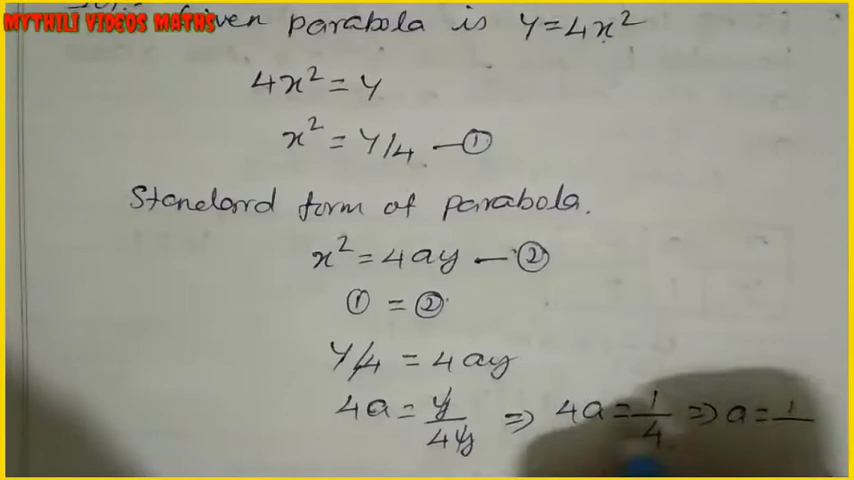 MYTHILI VIDEOS MATHS
Given parabola is y=4x²
4x² = y
x² = y/4 — ①
Standard form of parabola.
x² = 4ay — ②
① = ②
y/4 = 4ay
4a = y/4y ⇒ 4a = 1/4 ⇒ a = 1/